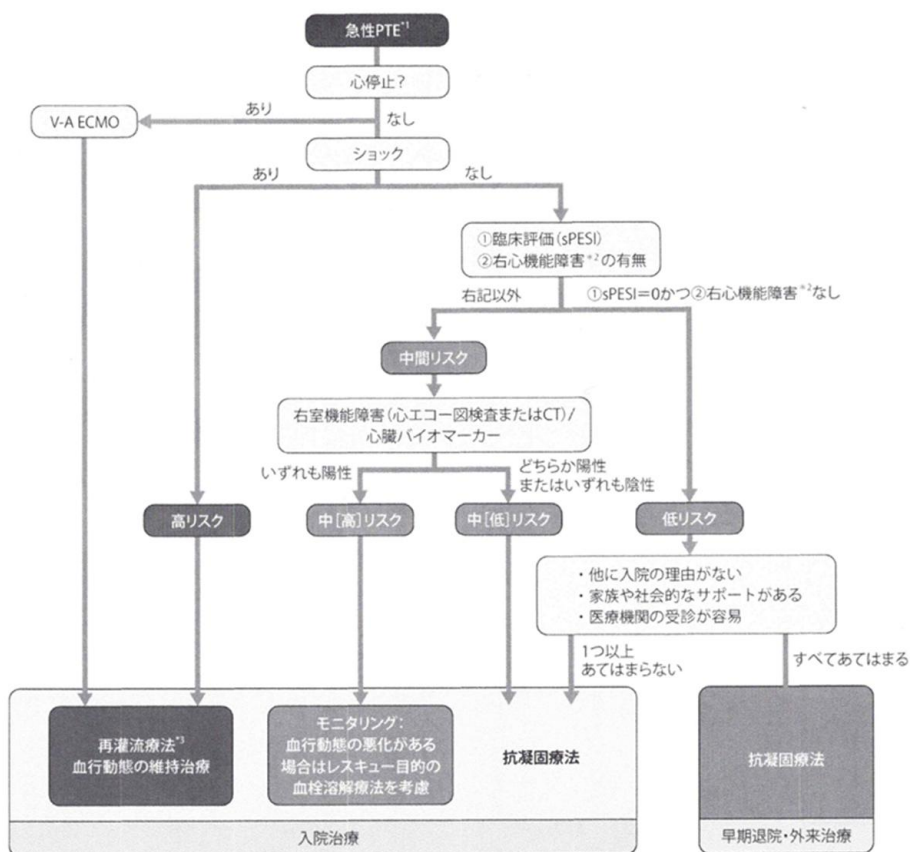 急性PTE*1
心停止?
あり
なし
V-A ECMO
ショック
あり
なし
①臨床評価(sPESI)
②右心機能障害*2の有無
右記以外
①sPESI=0かつ②右心機能障害*2なし
中間リスク
右室機能障害(心エコー図検査またはCT)/
心臓バイオマーカー
いずれも陽性
どちらか陽性
またはいずれも陰性
高リスク
中[高]リスク
中[低]リスク
低リスク
・他に入院の理由がない
・家族や社会的なサポートがある
・医療機関の受診が容易
1つ以上
あてはまらない
すべてあてはまる
再灌流療法*3
血行動態の維持治療
モニタリング:
血行動態の悪化がある
場合はレスキュー目的の
血栓溶解療法を考慮
抗凝固療法
抗凝固療法
入院治療
早期退院・外来治療